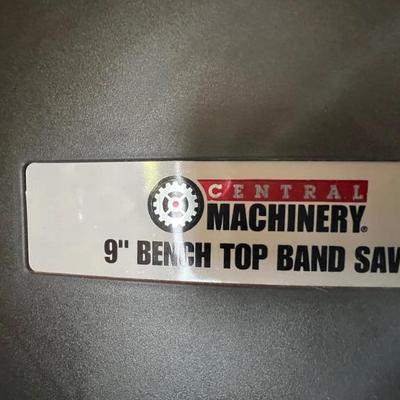 CENTRAL
MACHINERY®
9" BENCH TOP BAND SAW